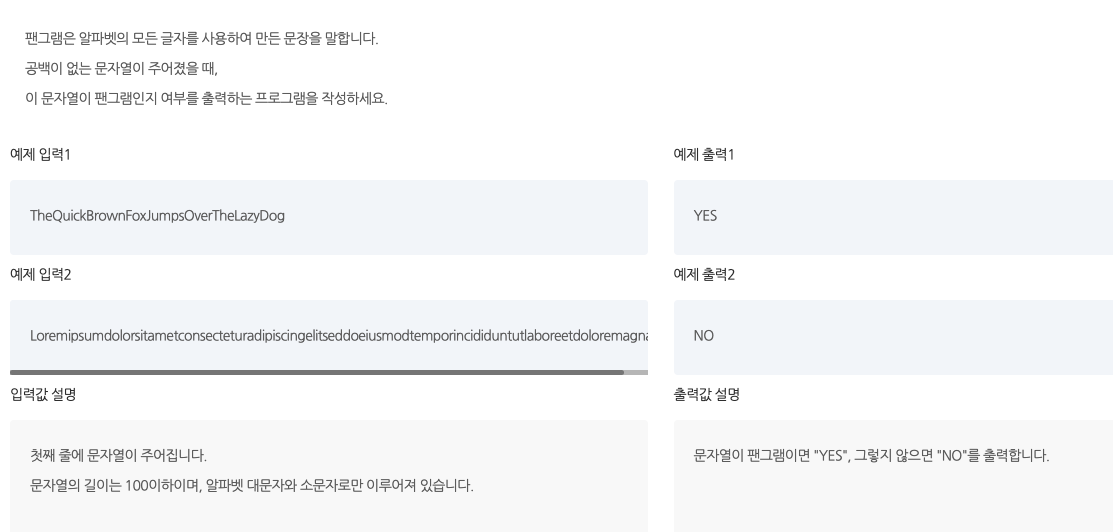 팬그램은 알파벳의 모든 글자를 사용하여 만든 문장을 말합니다.
공백이 없는 문자열이 주어졌을 때,
이 문자열이 팬그램인지 여부를 출력하는 프로그램을 작성하세요.
예제 입력1
예제 출력1
TheQuickBrownFoxJumpsOverTheLazyDog
YES
예제 입력2
예제 출력2
Loremipsumdolorsitametconsecteturadipiscingelitseddoeiusmodtemporincididuntutlaboreetdoloremagna
NO
입력값 설명
출력값 설명
첫째 줄에 문자열이 주어집니다.
문자열이 팬그램이면 "YES", 그렇지 않으면 "NO"를 출력합니다.
문자열의 길이는 100이하이며, 알파벳 대문자와 소문자로만 이루어져 있습니다.